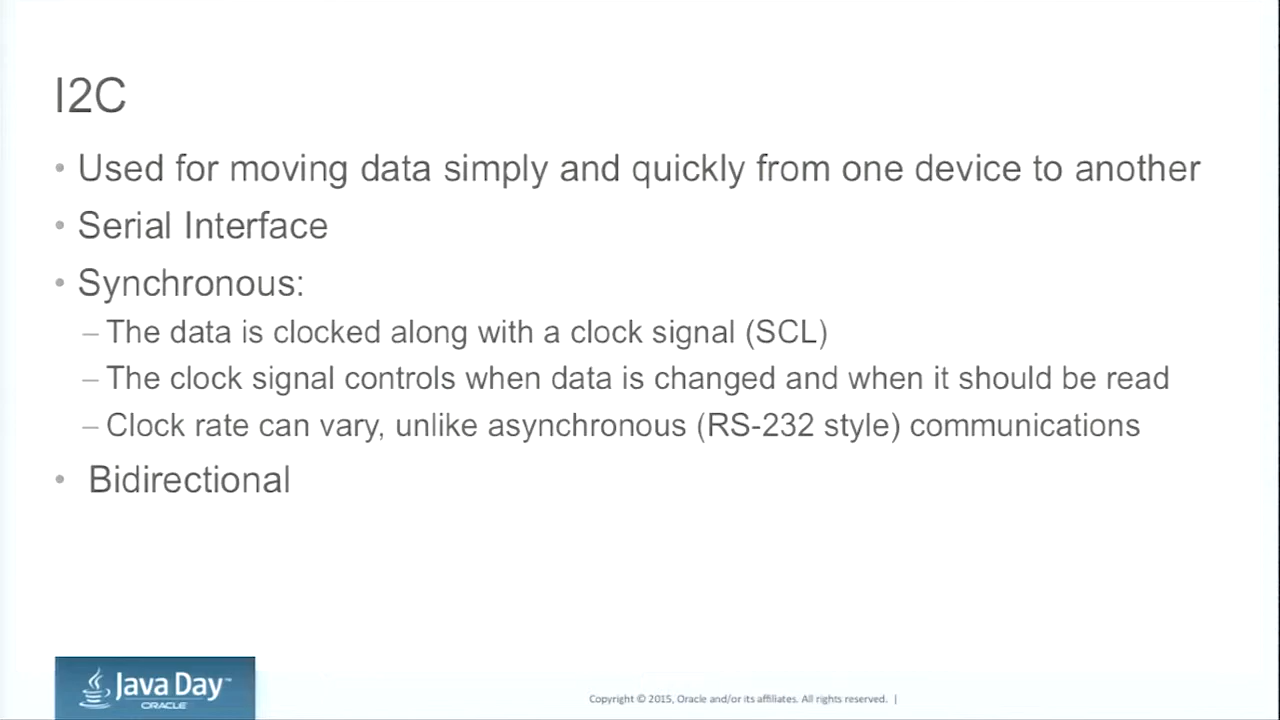 I2C
• Used for moving data simply and quickly from one device to another
• Serial Interface
• Synchronous:
– The data is clocked along with a clock signal (SCL)
– The clock signal controls when data is changed and when it should be read
– Clock rate can vary, unlike asynchronous (RS-232 style) communications
• Bidirectional
Java Day™
ORACLE
Copyright © 2015, Oracle and/or its affiliates. All rights reserved. |